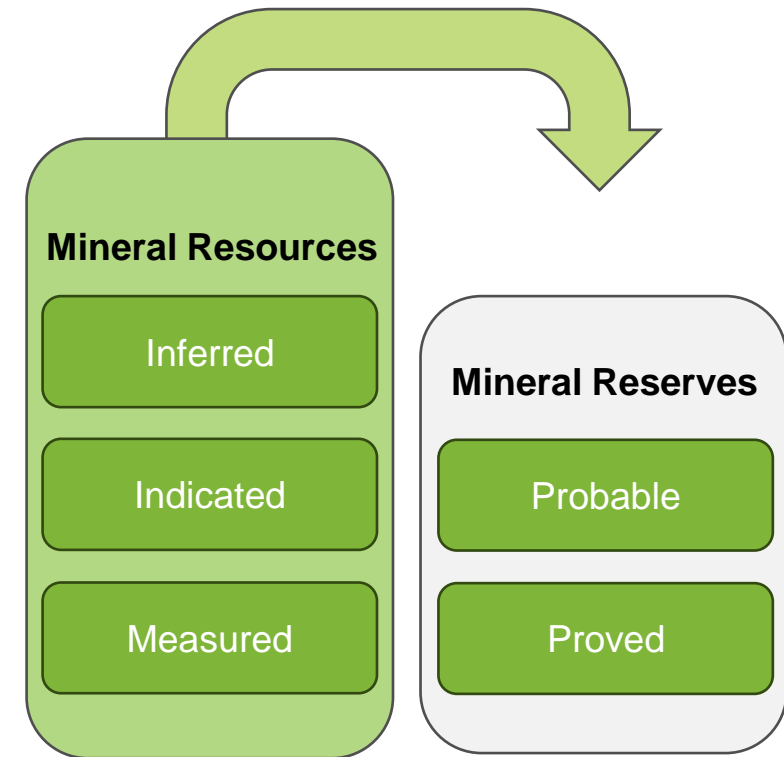 Mineral Resources
Inferred
Indicated
Measured
Mineral Reserves
Probable
Proved